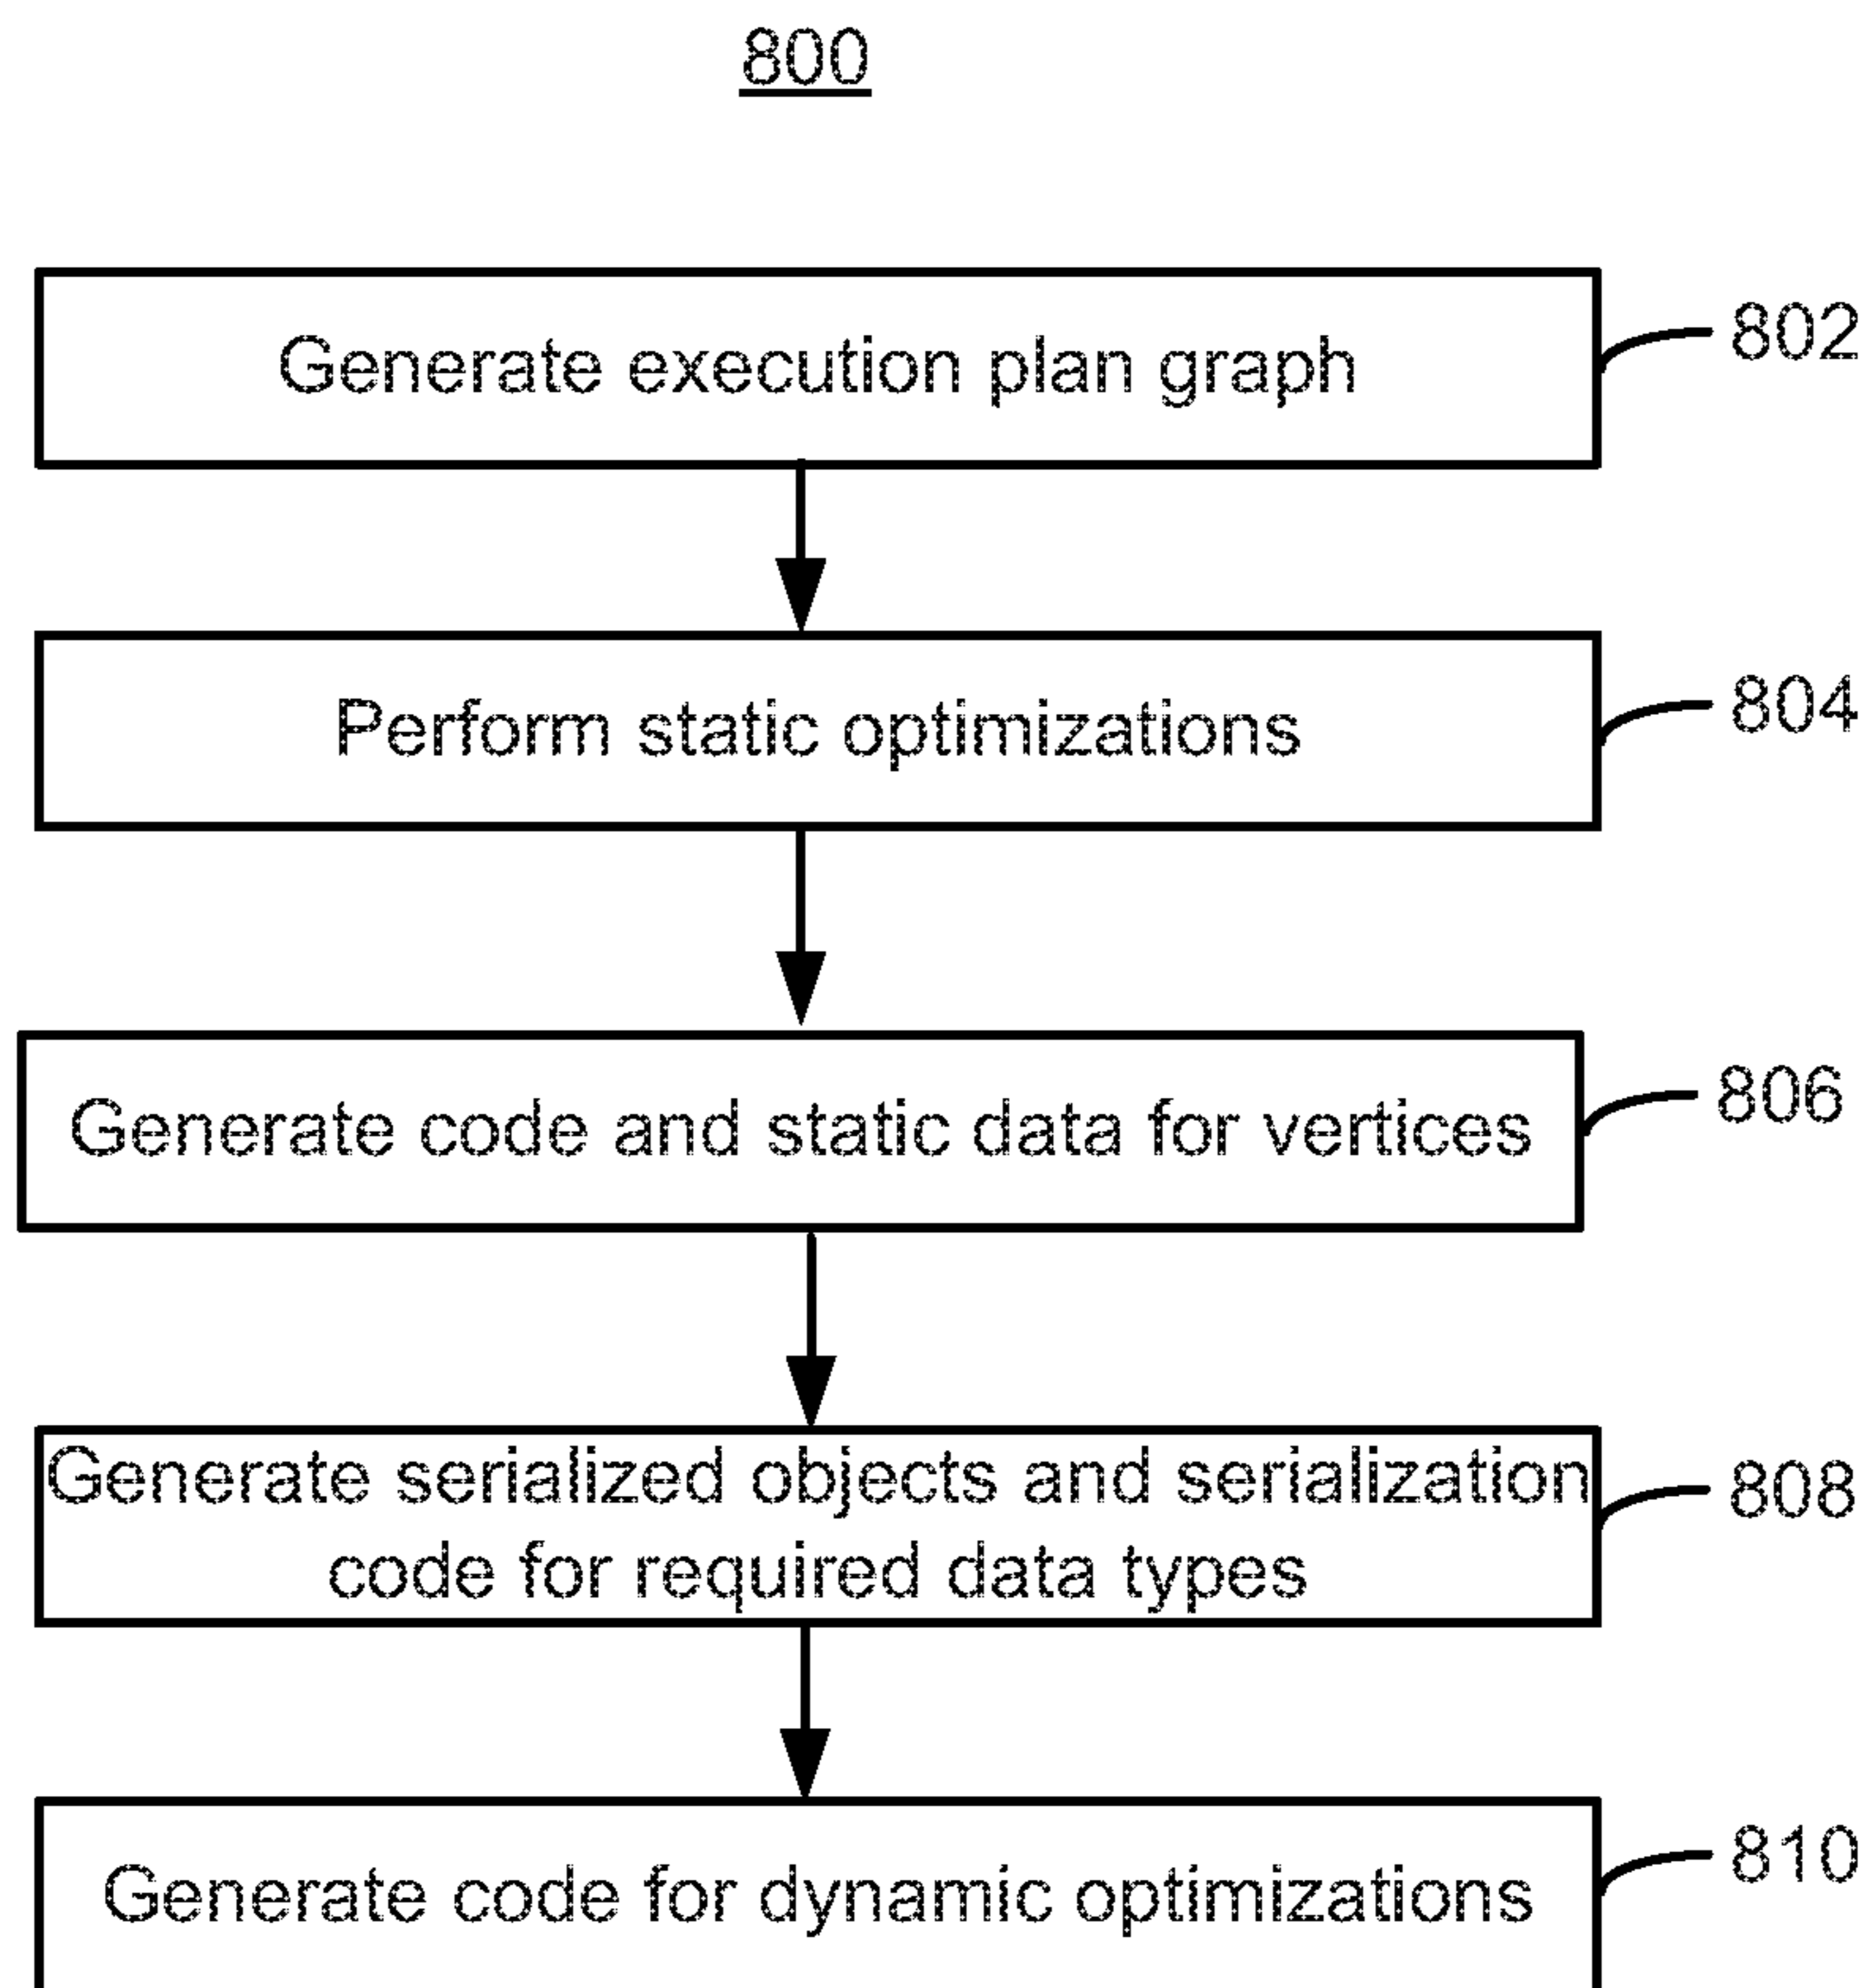 800
Generate execution plan graph
802
Perform static optimizations
804
Generate code and static data for vertices
806
Generate serialized objects and serialization
code for required data types
808
Generate code for dynamic optimizations
810